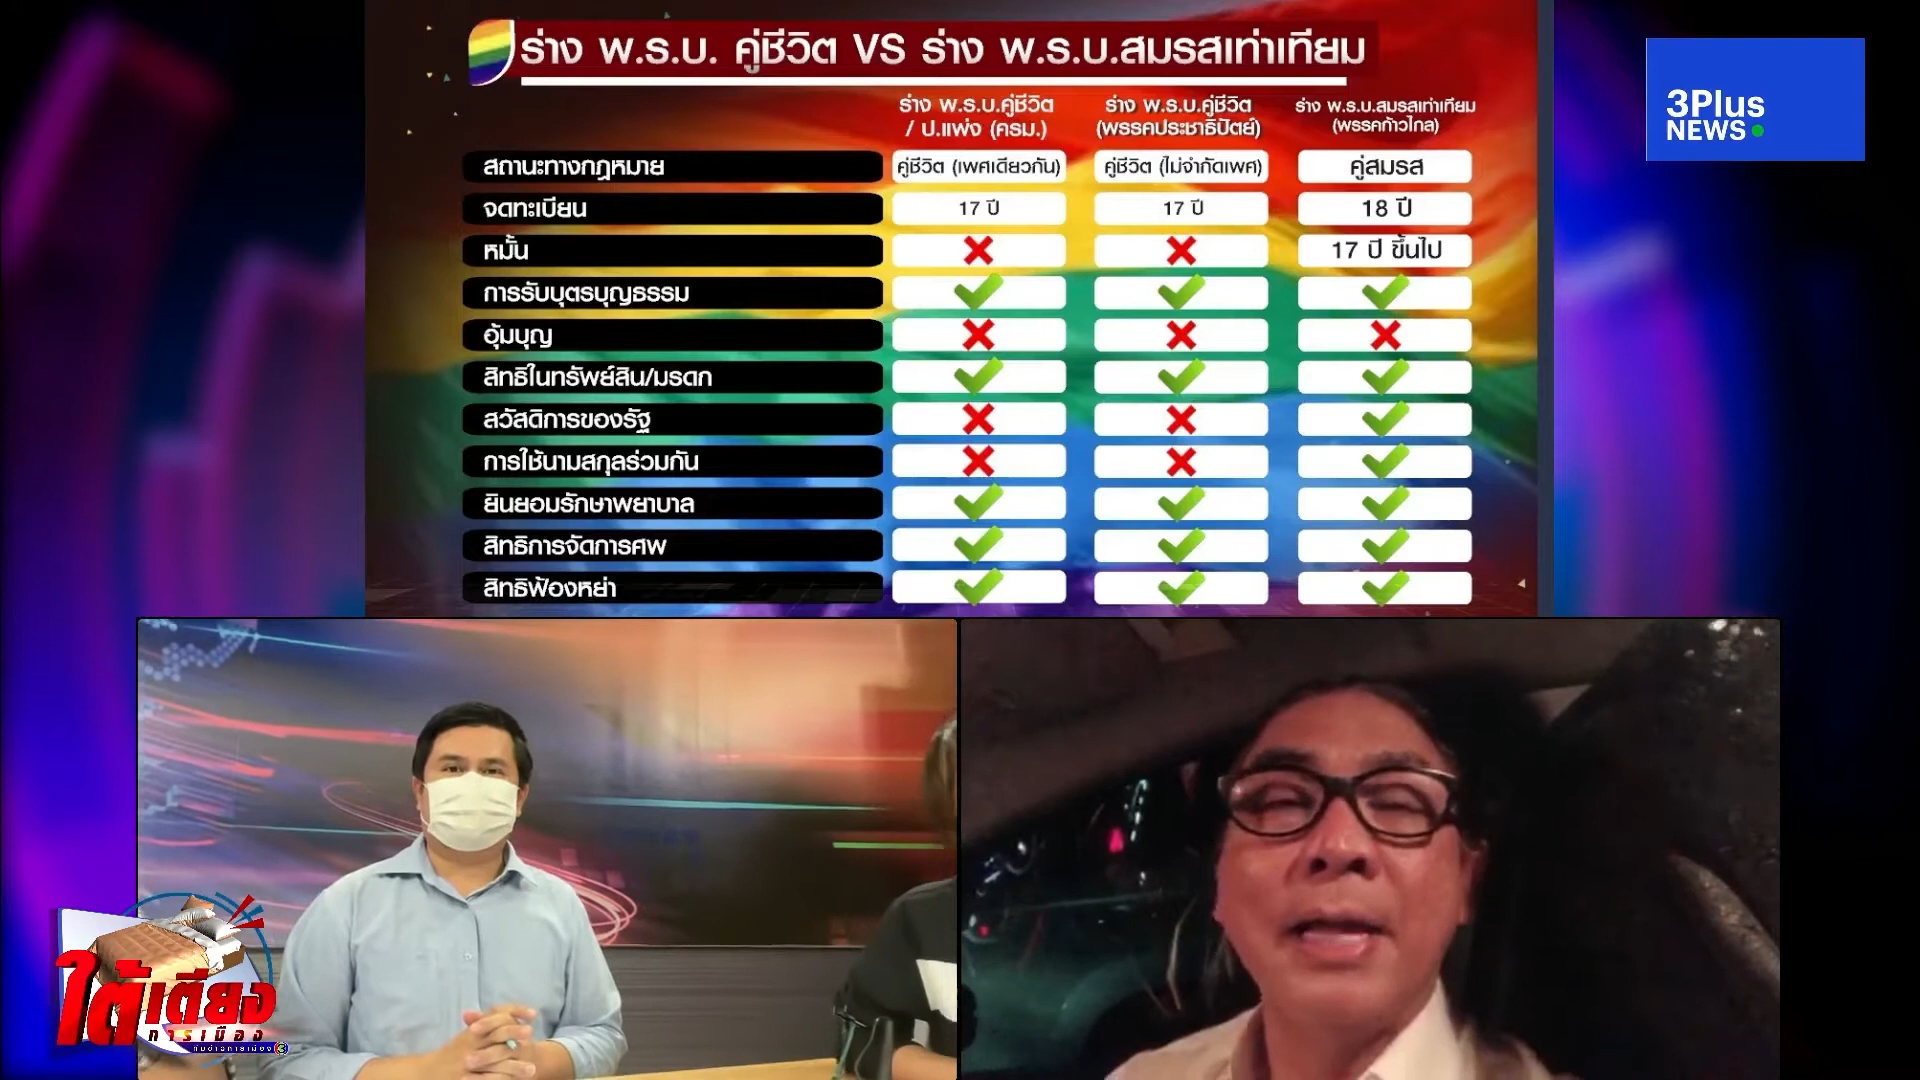 ร่าง พ.ร.บ. คู่ชีวิต VS ร่าง พ.ร.บ.สมรสเท่าเทียม
3Plus
NEWS
ร่าง พ.ร.บ.คู่ชีวิต
/ ป.แพ่ง (ครม.)
ร่าง พ.ร.บ.คู่ชีวิต
(พรรคประชาธิปัตย์)
ร่าง พ.ร.บ.สมรสเท่าเทียม
(พรรคก้าวไกล)
สถานะทางกฎหมาย คู่ชีวิต (เพศเดียวกัน) คู่ชีวิต (ไม่จำกัดเพศ) คู่สมรส
จดทะเบียน 17 ปี 17 ปี 18 ปี
หมั้น 17 ปี ขึ้นไป
การรับบุตรบุญธรรม
อุ้มบุญ
สิทธิในทรัพย์สิน/มรดก
สวัสดิการของรัฐ
การใช้นามสกุลร่วมกัน
ยินยอมรักษาพยาบาล
สิทธิการจัดการศพ
สิทธิฟ้องหย่า
ใต้เตียง
การเมือง
ทีมข่าวการเมือง 3